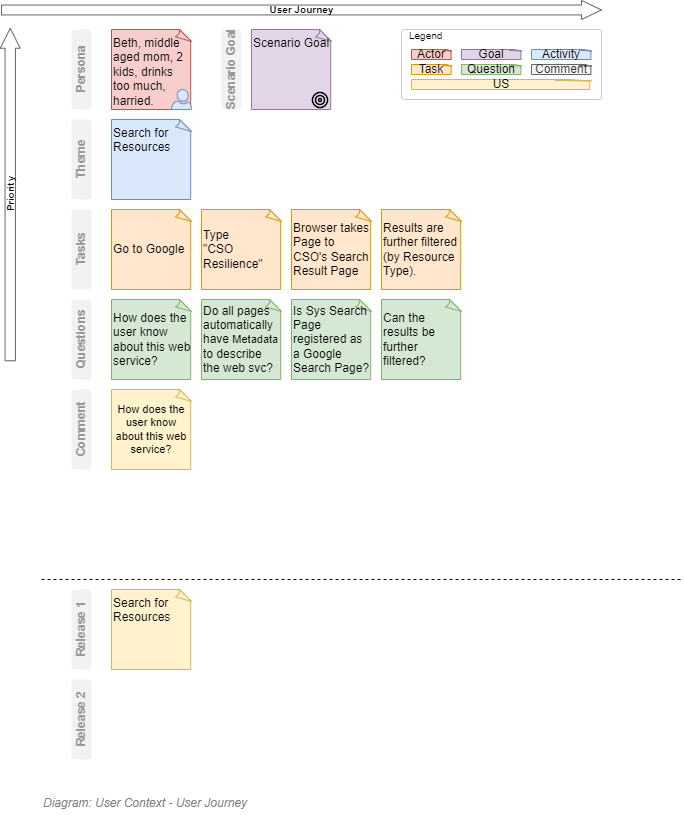 User Journey
Priority
Persona
Beth, middle
aged mom, 2
kids, drinks
too much,
harried.
Scenario Goal
Scenario Goal
Legend
Actor
Goal
Activity
Task
Question
Comment
US
Theme
Search for
Resources
Tasks
Go to Google
Type
"CSO
Resilience"
Browser takes
Page to
CSO's Search
Result Page
Results are
further filtered
(by Resource
Type).
Questions
How does the
user know
about this web
service?
Do all pages
automatically
have Metadata
to describe
the web svc?
Is Sys Search
Page
registered as
a Google
Search Page?
Can the
results be
further
filtered?
Comment
How does the
user know
about this web
service?
Release 1
Search for
Resources
Release 2
Diagram: User Context - User Journey